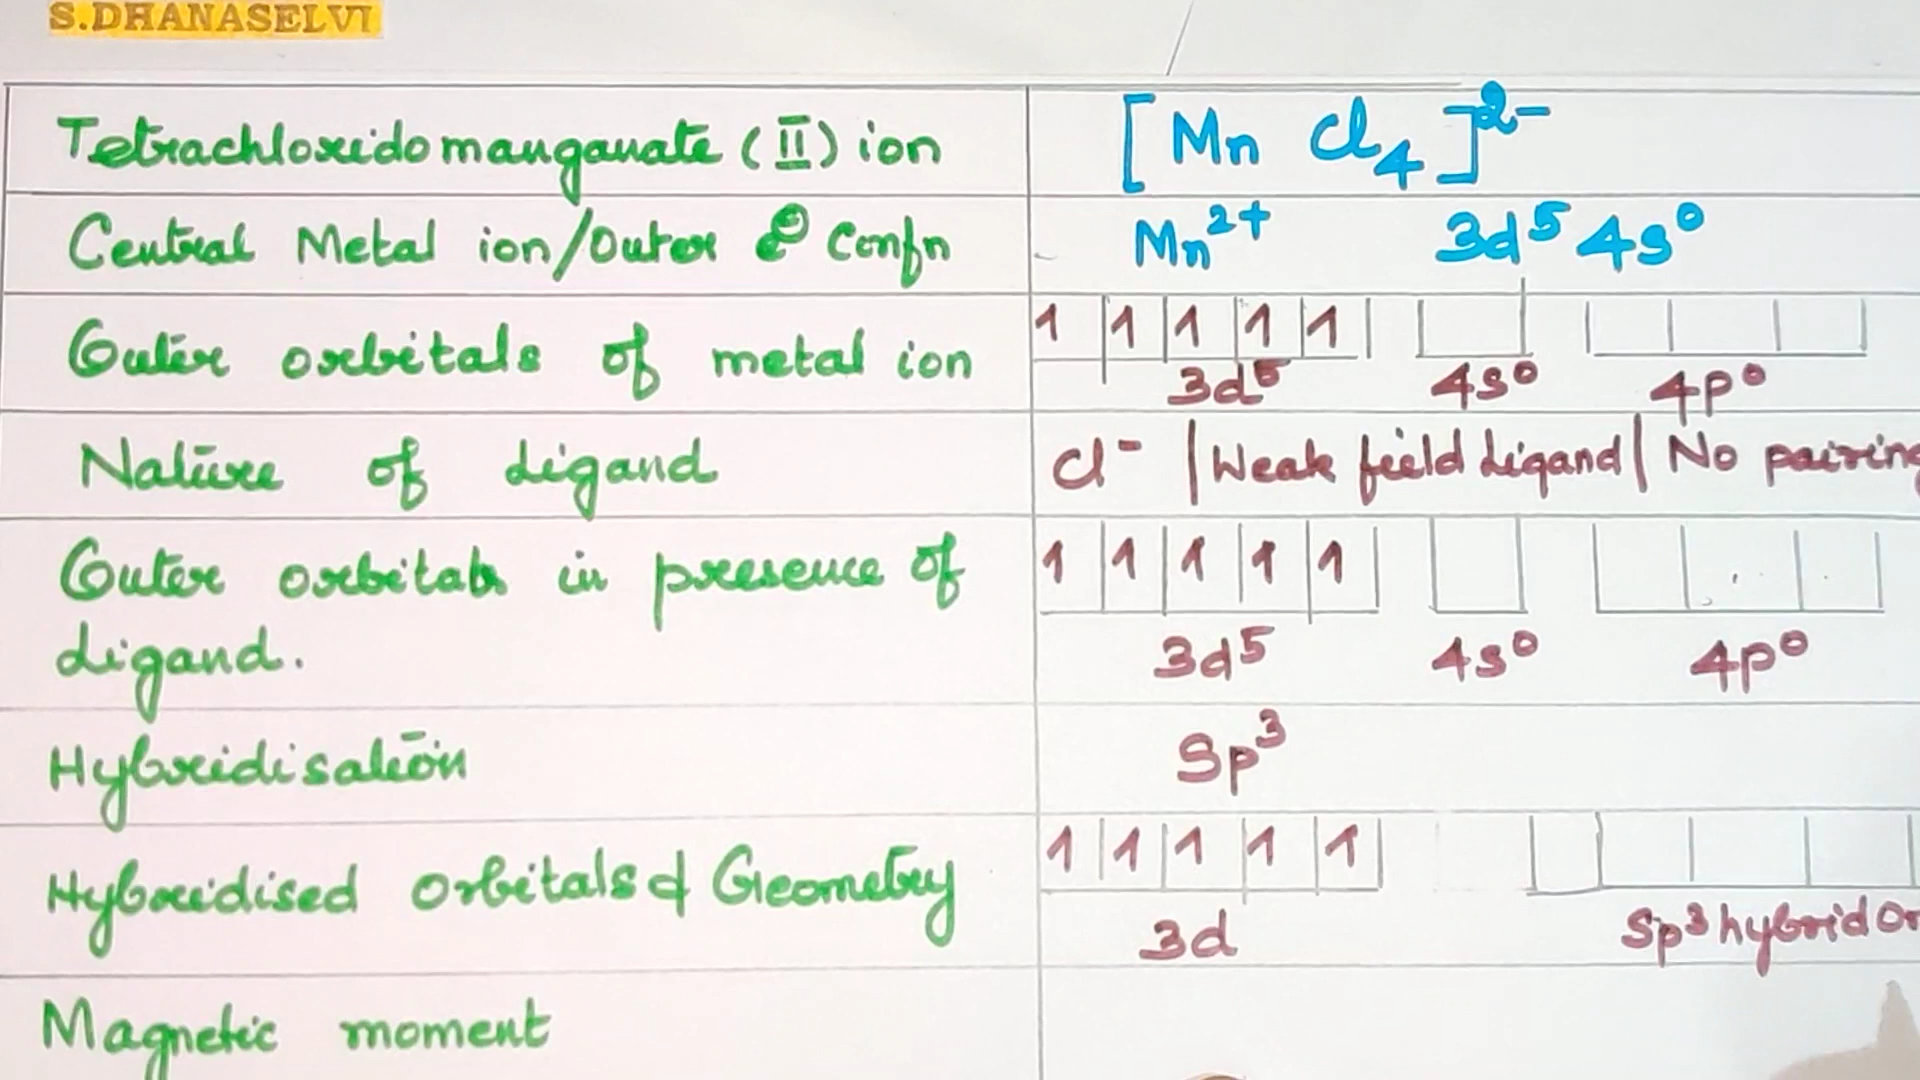 S.DHANASELVI
Tetrachloridomanganate (II) ion [Mn Cl4]2-
Central Metal ion/Outer e⊖ Confn Mn2+ 3d5 4s0
Outer orbitals of metal ion 1 1 1 1 1
3d5 4s0 4p0
Nature of Ligand Cl- | Weak field Ligand | No pairing
Outer orbitals in presence of 1 1 1 1 1
Ligand. 3d5 4s0 4p0
Hybridisation Sp3
Hybridised Orbitals & Geometry 1 1 1 1 1
3d Sp3 hybrid Or
Magnetic moment